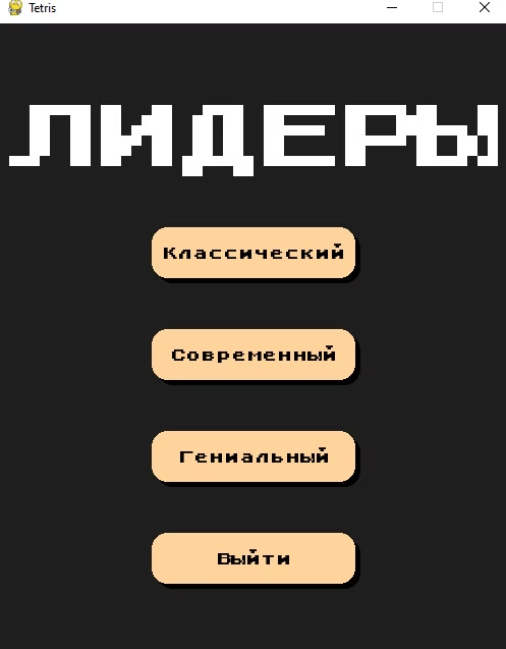 Tetris
ЛИДЕРЫ
Классический
Современный
Гениальный
Выйти